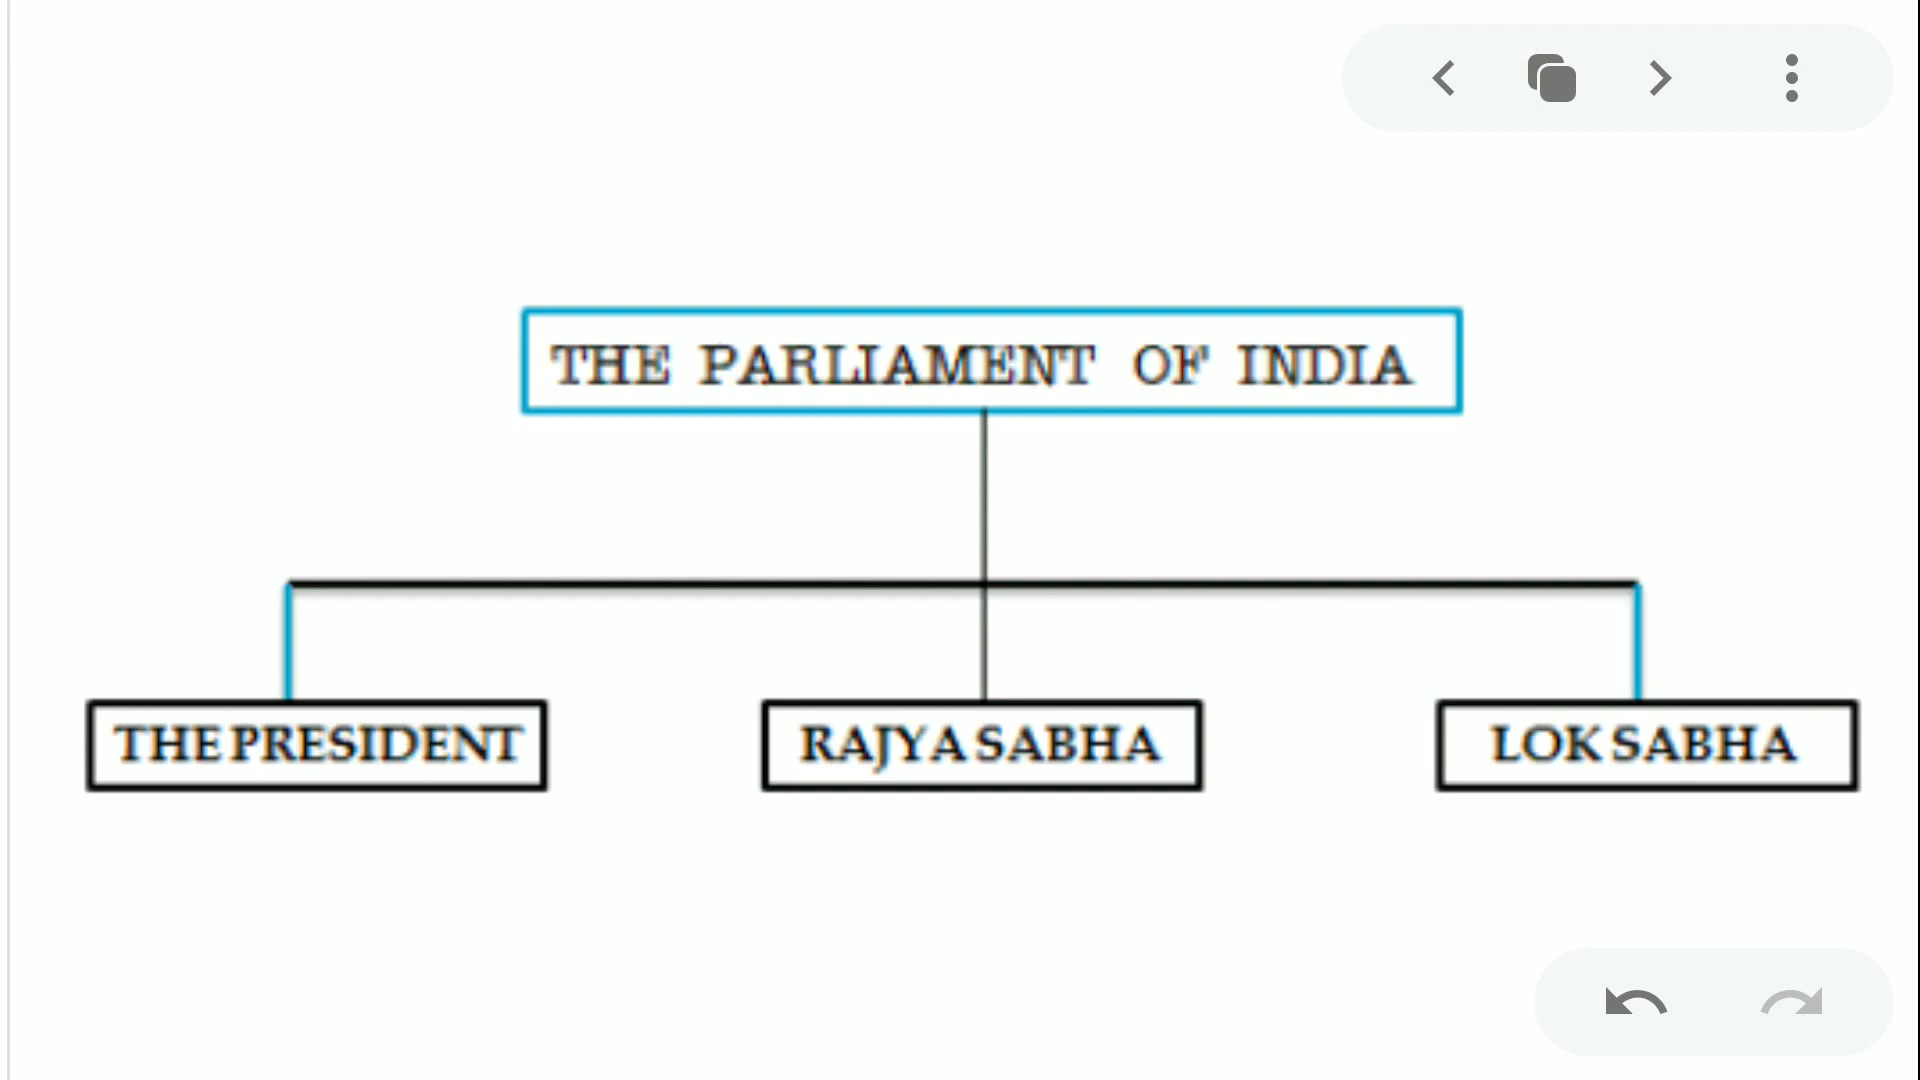 THE PARLIAMENT OF INDIA
THE PRESIDENT
RAJYA SABHA
LOK SABHA